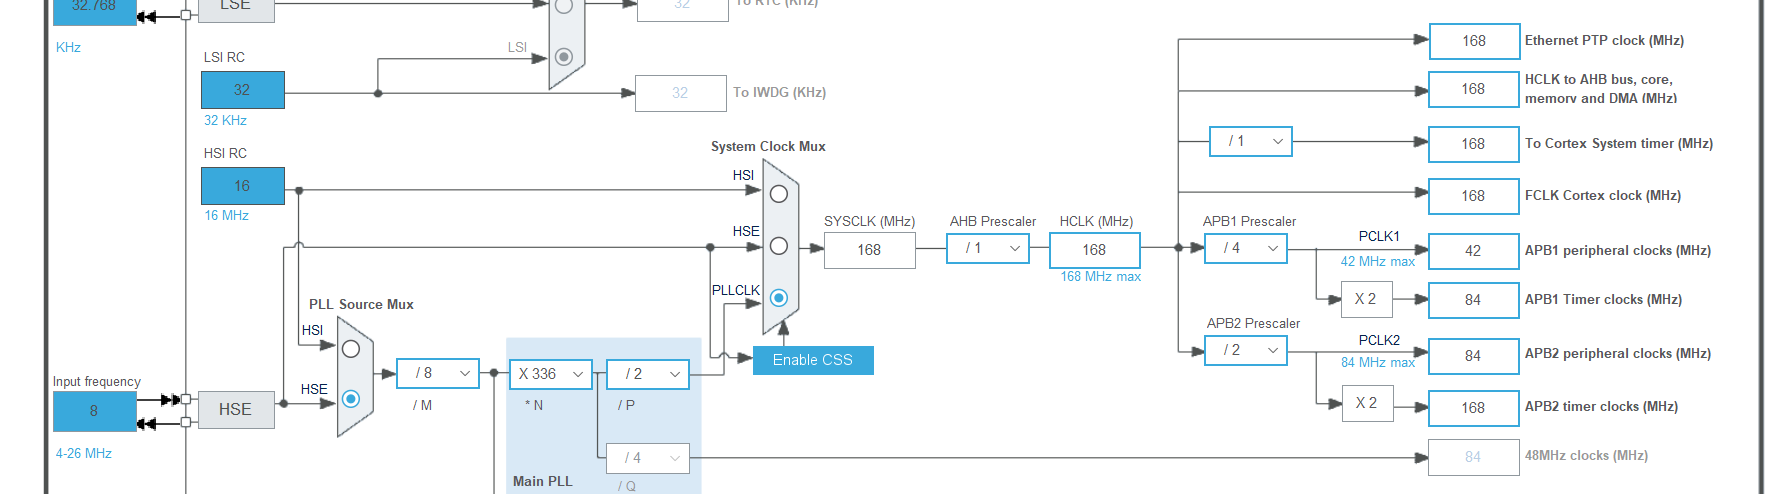 32.768
LSE
32
To RTC (KHz)
KHz
LSI RC
LSI
32
32 KHz
32
To IWDG (KHz)
HSI RC
16
16 MHz
System Clock Mux
HSI
HSE
PLLCLK
Enable CSS
PLL Source Mux
HSI
HSE
Input frequency
8
4-26 MHz
HSE
/ 8
/ M
X 336
* N
/ 2
/ P
/ 4
/ Q
Main PLL
SYSCLK (MHz)
168
AHB Prescaler
/ 1
HCLK (MHz)
168
168 MHz max
168
Ethernet PTP clock (MHz)
168
HCLK to AHB bus, core,
memory and DMA (MHz)
/ 1
168
To Cortex System timer (MHz)
168
FCLK Cortex clock (MHz)
APB1 Prescaler
/ 4
PCLK1
42 MHz max
42
APB1 peripheral clocks (MHz)
X 2
84
APB1 Timer clocks (MHz)
APB2 Prescaler
/ 2
PCLK2
84 MHz max
84
APB2 peripheral clocks (MHz)
X 2
168
APB2 timer clocks (MHz)
84
48MHz clocks (MHz)